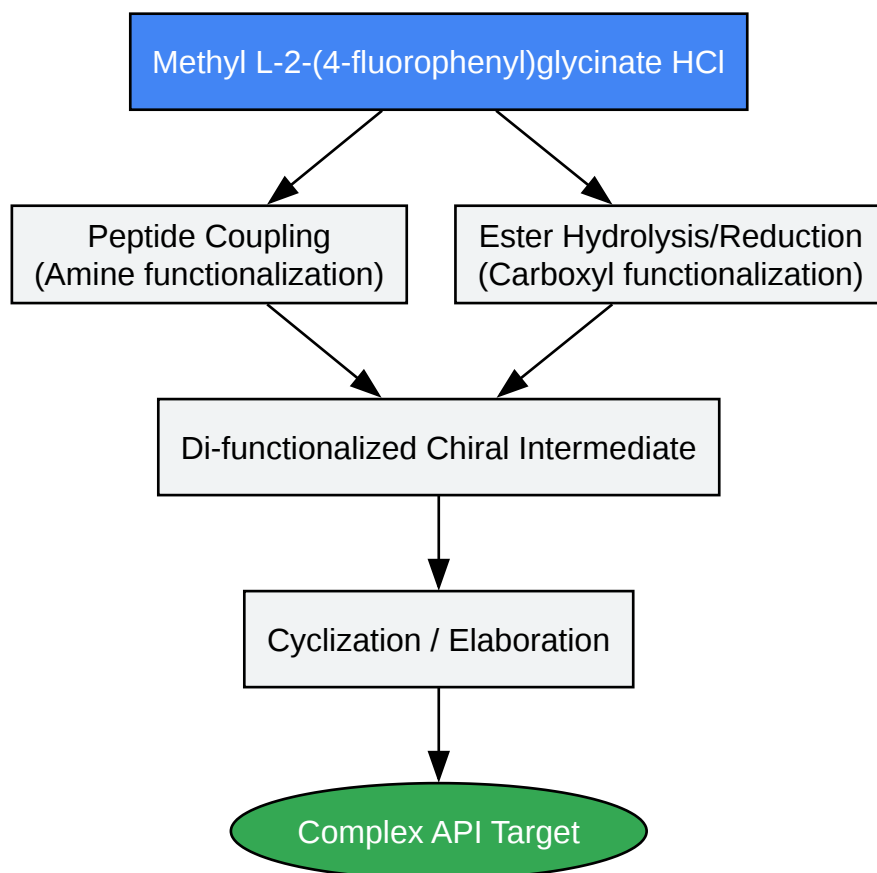 Methyl L-2-(4-fluorophenyl)glycinate HCl
Peptide Coupling
(Amine functionalization)
Ester Hydrolysis/Reduction
(Carboxyl functionalization)
Di-functionalized Chiral Intermediate
Cyclization / Elaboration
Complex API Target